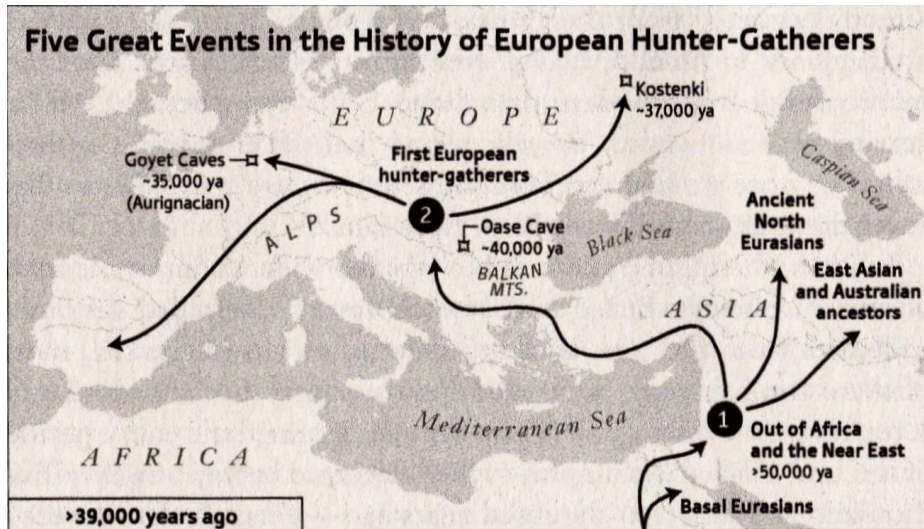 Five Great Events in the History of European Hunter-Gatherers
EUROPE
Kostenki
~37,000 ya
Goyet Caves
~35,000 ya
(Aurignacian)
First European
hunter-gatherers
Caspian Sea
2
ALPS
Oase Cave
~40,000 ya
Black Sea
BALKAN
MTS.
Ancient
North
Eurasians
East Asian
and Australian
ancestors
ASIA
1
Mediterranean Sea
Out of Africa
and the Near East
>50,000 ya
AFRICA
Basal Eurasians
>39,000 years ago